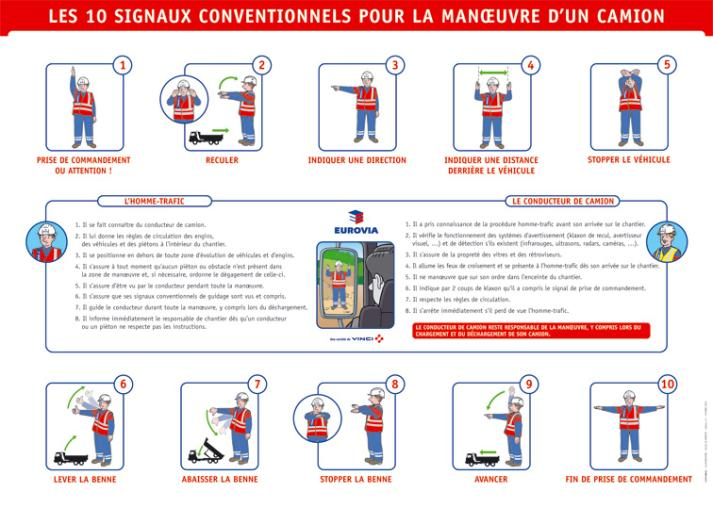 LES 10 SIGNAUX CONVENTIONNELS POUR LA MANŒUVRE D'UN CAMION
1
PRISE DE COMMANDEMENT
OU ATTENTION !
2
RECULER
3
INDIQUER UNE DIRECTION
4
INDIQUER UNE DISTANCE
DERRIÈRE LE VÉHICULE
5
STOPPER LE VÉHICULE
L'HOMME-TRAFIC
1. Il se fait connaître du conducteur de camion.
2. Il lui donne les règles de circulation des engins,
des véhicules et des piétons à l'intérieur du chantier.
3. Il se positionne en dehors de toute zone d'évolution de véhicules et d'engins.
4. Il s'assure à tout moment qu'aucun piéton ou obstacle n'est présent dans
la zone de manœuvre et, si nécessaire, ordonne le dégagement de celle-ci.
5. Il s'assure d'être vu par le conducteur pendant toute la manœuvre.
6. Il s'assure que ses signaux conventionnels de guidage sont vus et compris.
7. Il guide le conducteur durant toute la manœuvre, y compris lors du déchargement.
8. Il informe immédiatement le responsable de chantier dès qu'un conducteur
ou un piéton ne respecte pas les instructions.
EUROVIA
Une société de VINCI
LE CONDUCTEUR DE CAMION
1. Il a pris connaissance de la procédure homme-trafic avant son arrivée sur le chantier.
2. Il vérifie le fonctionnement des systèmes d'avertissement (klaxon de recul, avertisseur
visuel, ...) et de détection s'ils existent (infrarouges, ultrasons, radars, caméras, ...).
3. Il s'assure de la propreté des vitres et des rétroviseurs.
4. Il allume les feux de croisement et se présente à l'homme-trafic dès son arrivée sur le chantier.
5. Il ne manœuvre que sur son ordre dans l'enceinte du chantier.
6. Il indique par 2 coups de klaxon qu'il a compris le signal de prise de commandement.
7. Il respecte les règles de circulation.
8. Il s'arrête immédiatement s'il perd de vue l'homme-trafic.
LE CONDUCTEUR DE CAMION RESTE RESPONSABLE DE LA MANŒUVRE, Y COMPRIS LORS DU
CHARGEMENT ET DU DÉCHARGEMENT DE SON CAMION.
6
LEVER LA BENNE
7
ABAISSER LA BENNE
8
STOPPER LA BENNE
9
AVANCER
10
FIN DE PRISE DE COMMANDEMENT